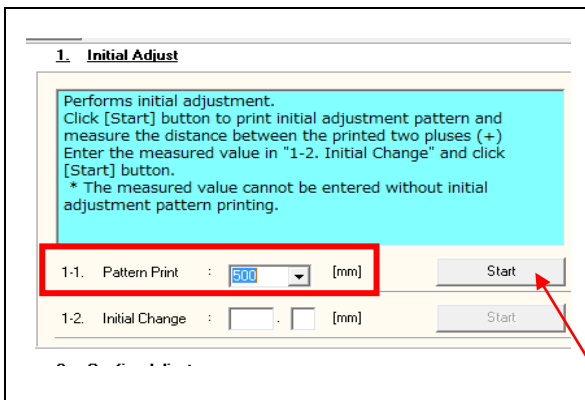 1. Initial Adjust
Performs initial adjustment.
Click [Start] button to print initial adjustment pattern and
measure the distance between the printed two pluses (+)
Enter the measured value in "1-2. Initial Change" and click
[Start] button.
* The measured value cannot be entered without initial
adjustment pattern printing.
1-1. Pattern Print : 500 [mm] Start
1-2. Initial Change : . [mm] Start